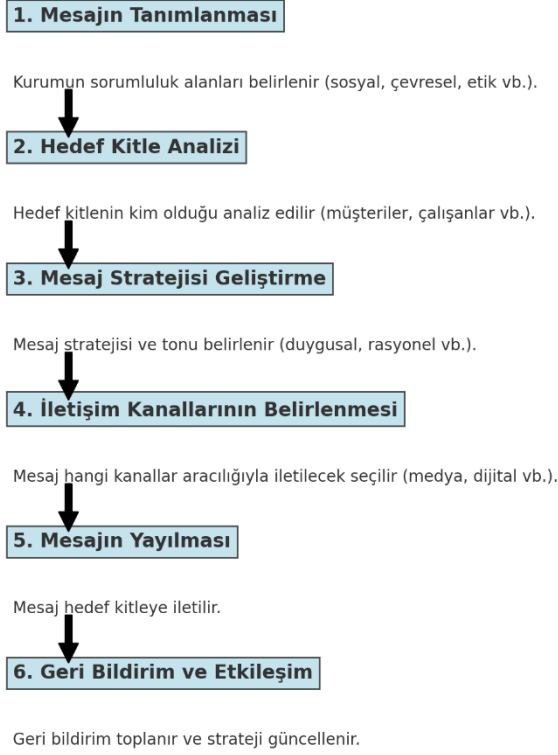 1. Mesajın Tanımlanması
Kurumun sorumluluk alanları belirlenir (sosyal, çevresel, etik vb.).
2. Hedef Kitle Analizi
Hedef kitlenin kim olduğu analiz edilir (müşteriler, çalışanlar vb.).
3. Mesaj Stratejisi Geliştirme
Mesaj stratejisi ve tonu belirlenir (duygusal, rasyonel vb.).
4. İletişim Kanallarının Belirlenmesi
Mesaj hangi kanallar aracılığıyla iletilecek seçilir (medya, dijital vb.).
5. Mesajın Yayılması
Mesaj hedef kitleye iletilir.
6. Geri Bildirim ve Etkileşim
Geri bildirim toplanır ve strateji güncellenir.